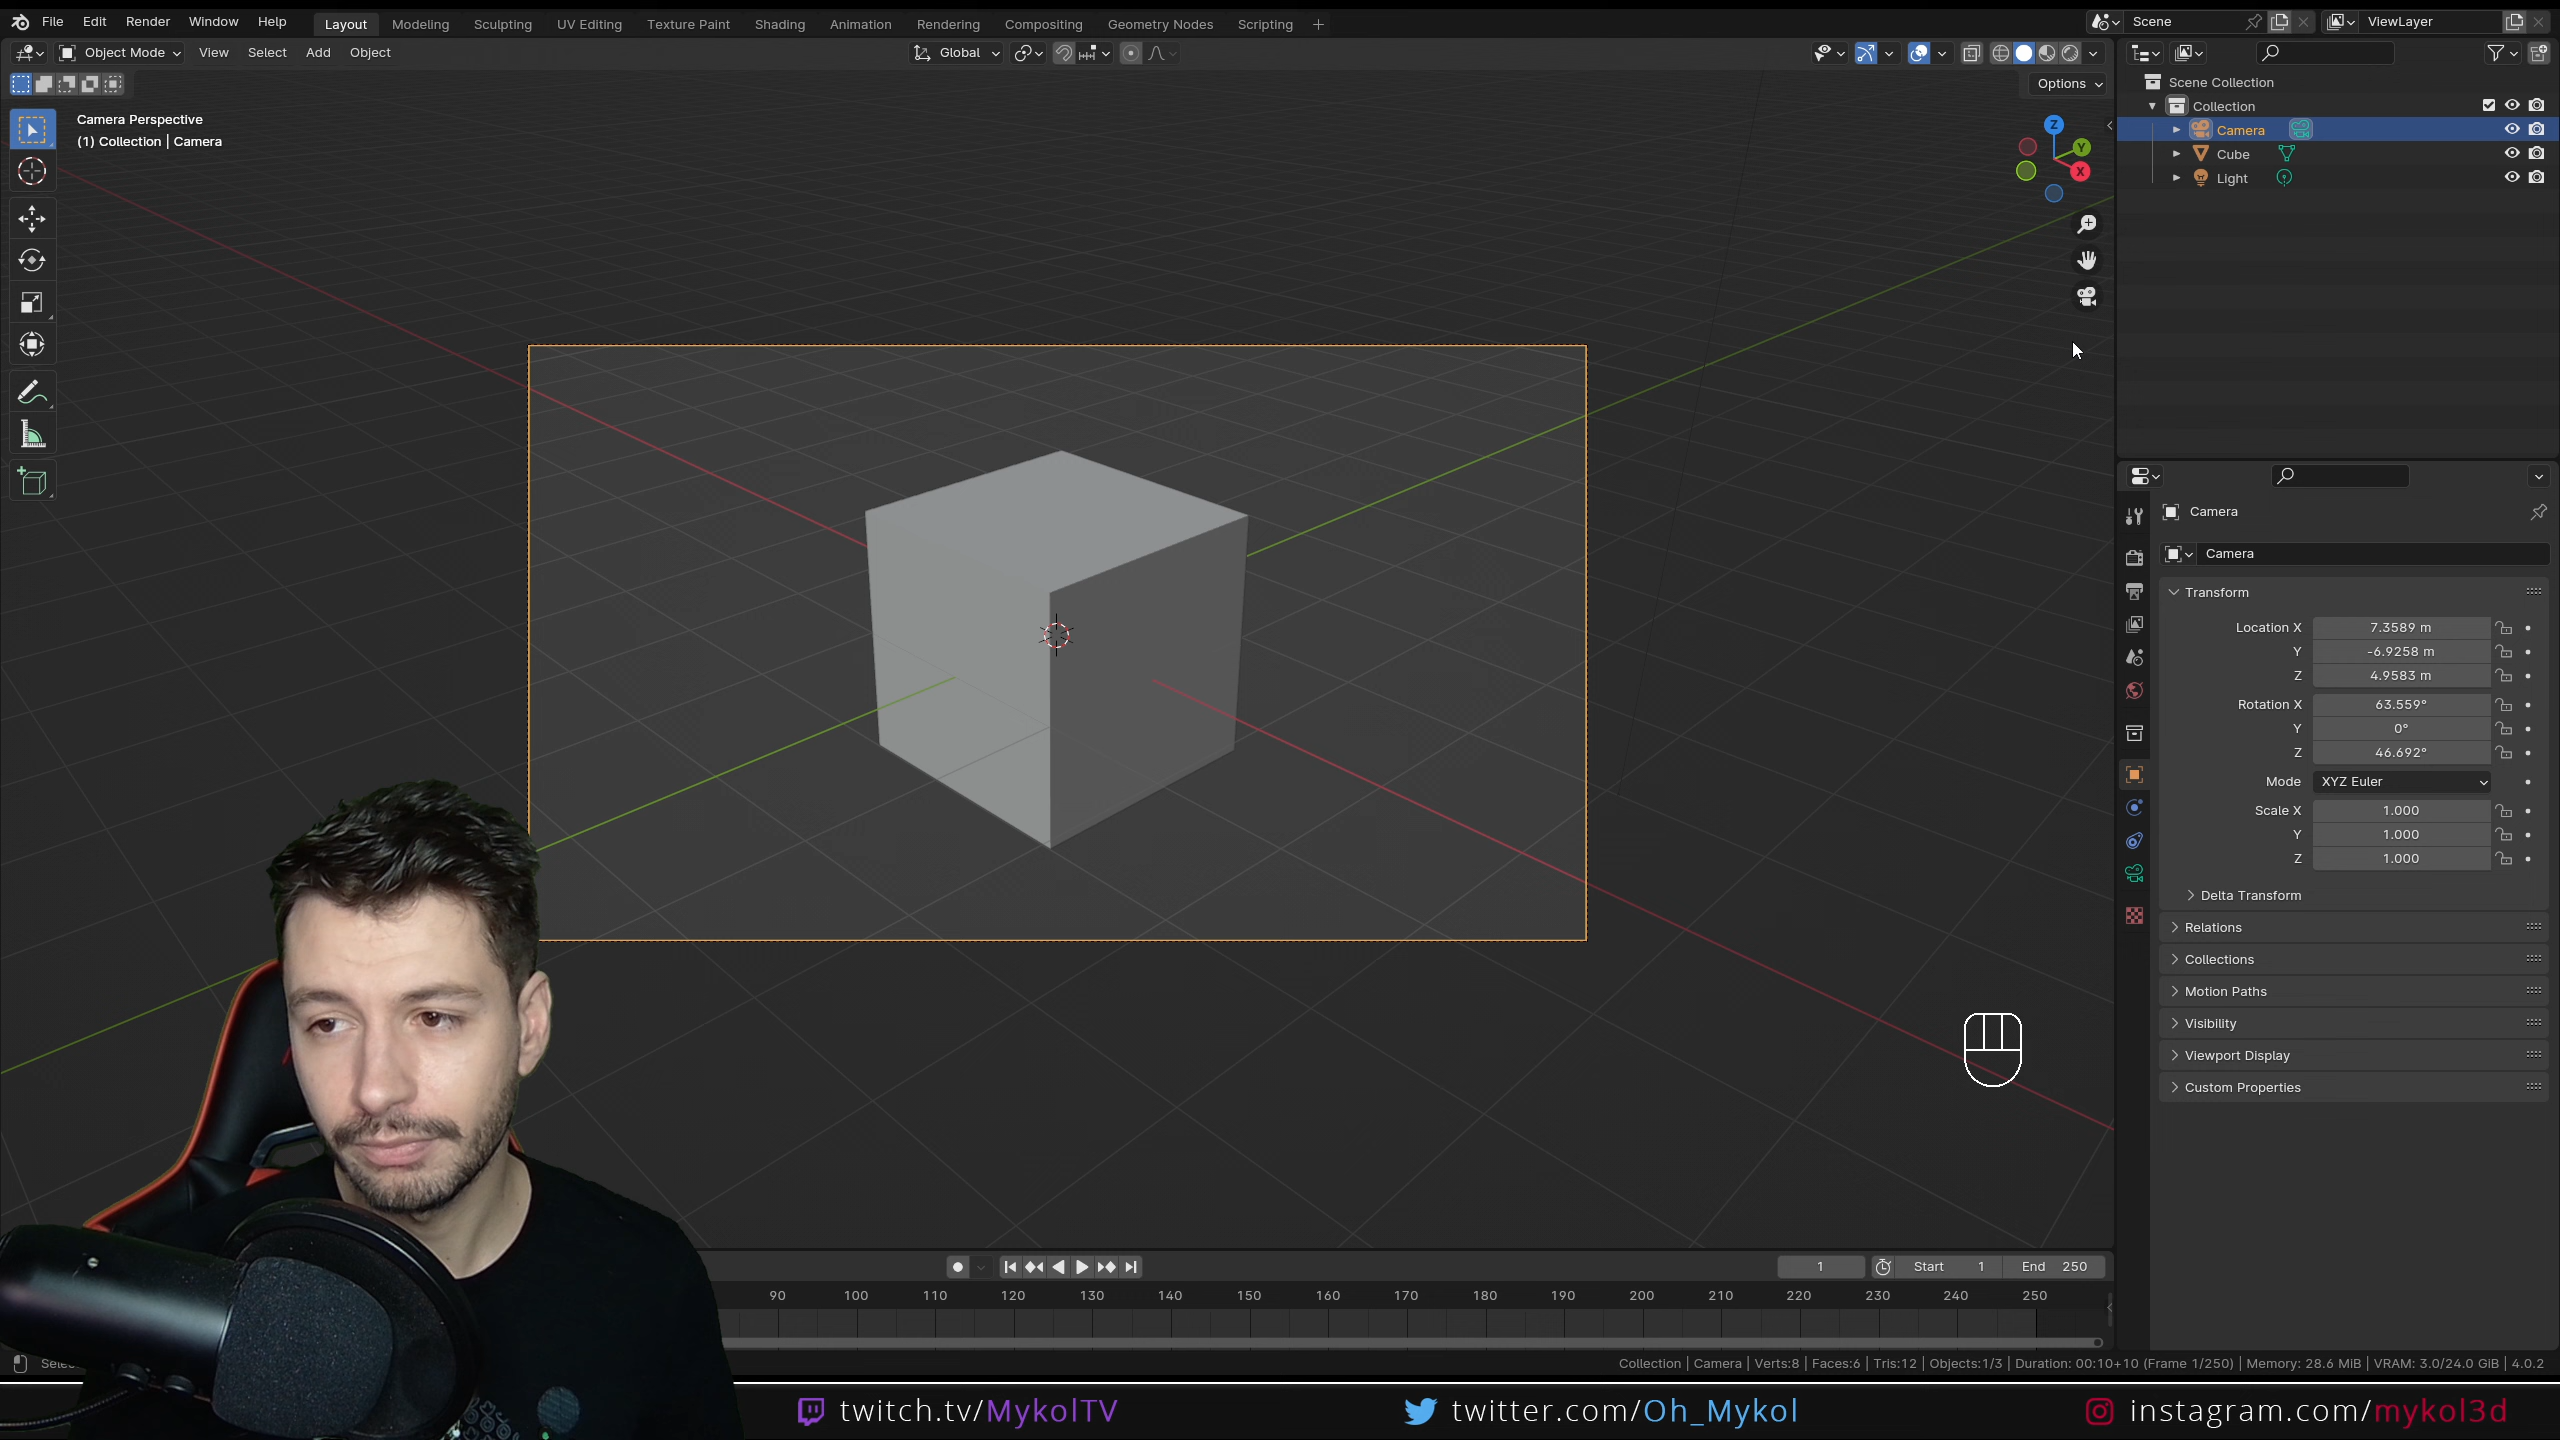 File Edit Render Window Help Layout Modeling Sculpting UV Editing Texture Paint Shading Animation Rendering Compositing Geometry Nodes Scripting + Scene ViewLayer
Object Mode View Select Add Object Global
Options
Camera Perspective
(1) Collection | Camera
Z
Y
X
Scene Collection
Collection
Camera
Cube
Light
Camera
Camera
Transform
Location X 7.3589 m
Y -6.9258 m
Z 4.9583 m
Rotation X 63.559°
Y 0°
Z 46.692°
Mode XYZ Euler
Scale X 1.000
Y 1.000
Z 1.000
Delta Transform
Relations
Collections
Motion Paths
Visibility
Viewport Display
Custom Properties
1 Start 1 End 250
90 100 110 120 130 140 150 160 170 180 190 200 210 220 230 240 250
Collection | Camera | Verts:8 | Faces:6 | Tris:12 | Objects:1/3 | Duration: 00:10+10 (Frame 1/250) | Memory: 28.6 MiB | VRAM: 3.0/24.0 GiB | 4.0.2
twitch.tv/MykolTV twitter.com/Oh_Mykol instagram.com/mykol3d